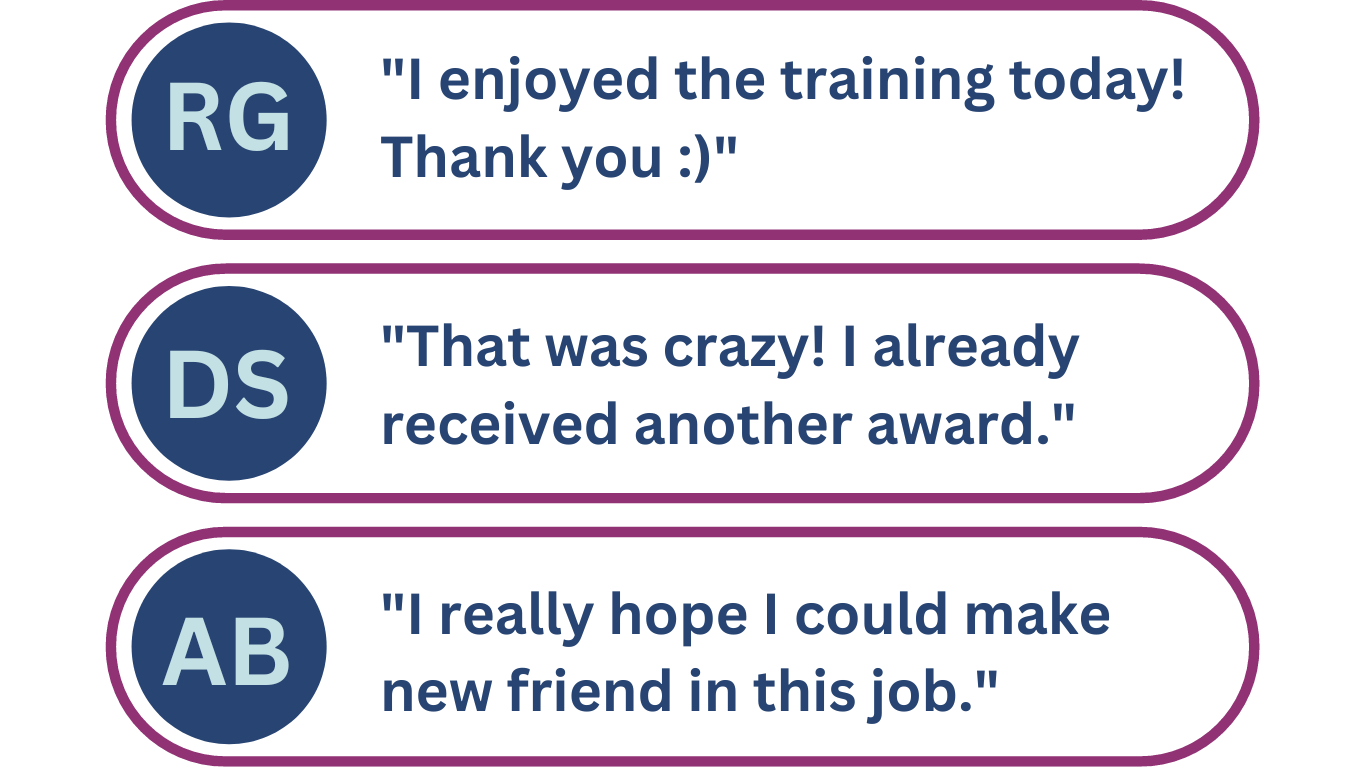 RG
"I enjoyed the training today!
Thank you :)"
DS
"That was crazy! I already
received another award."
AB
"I really hope I could make
new friend in this job."